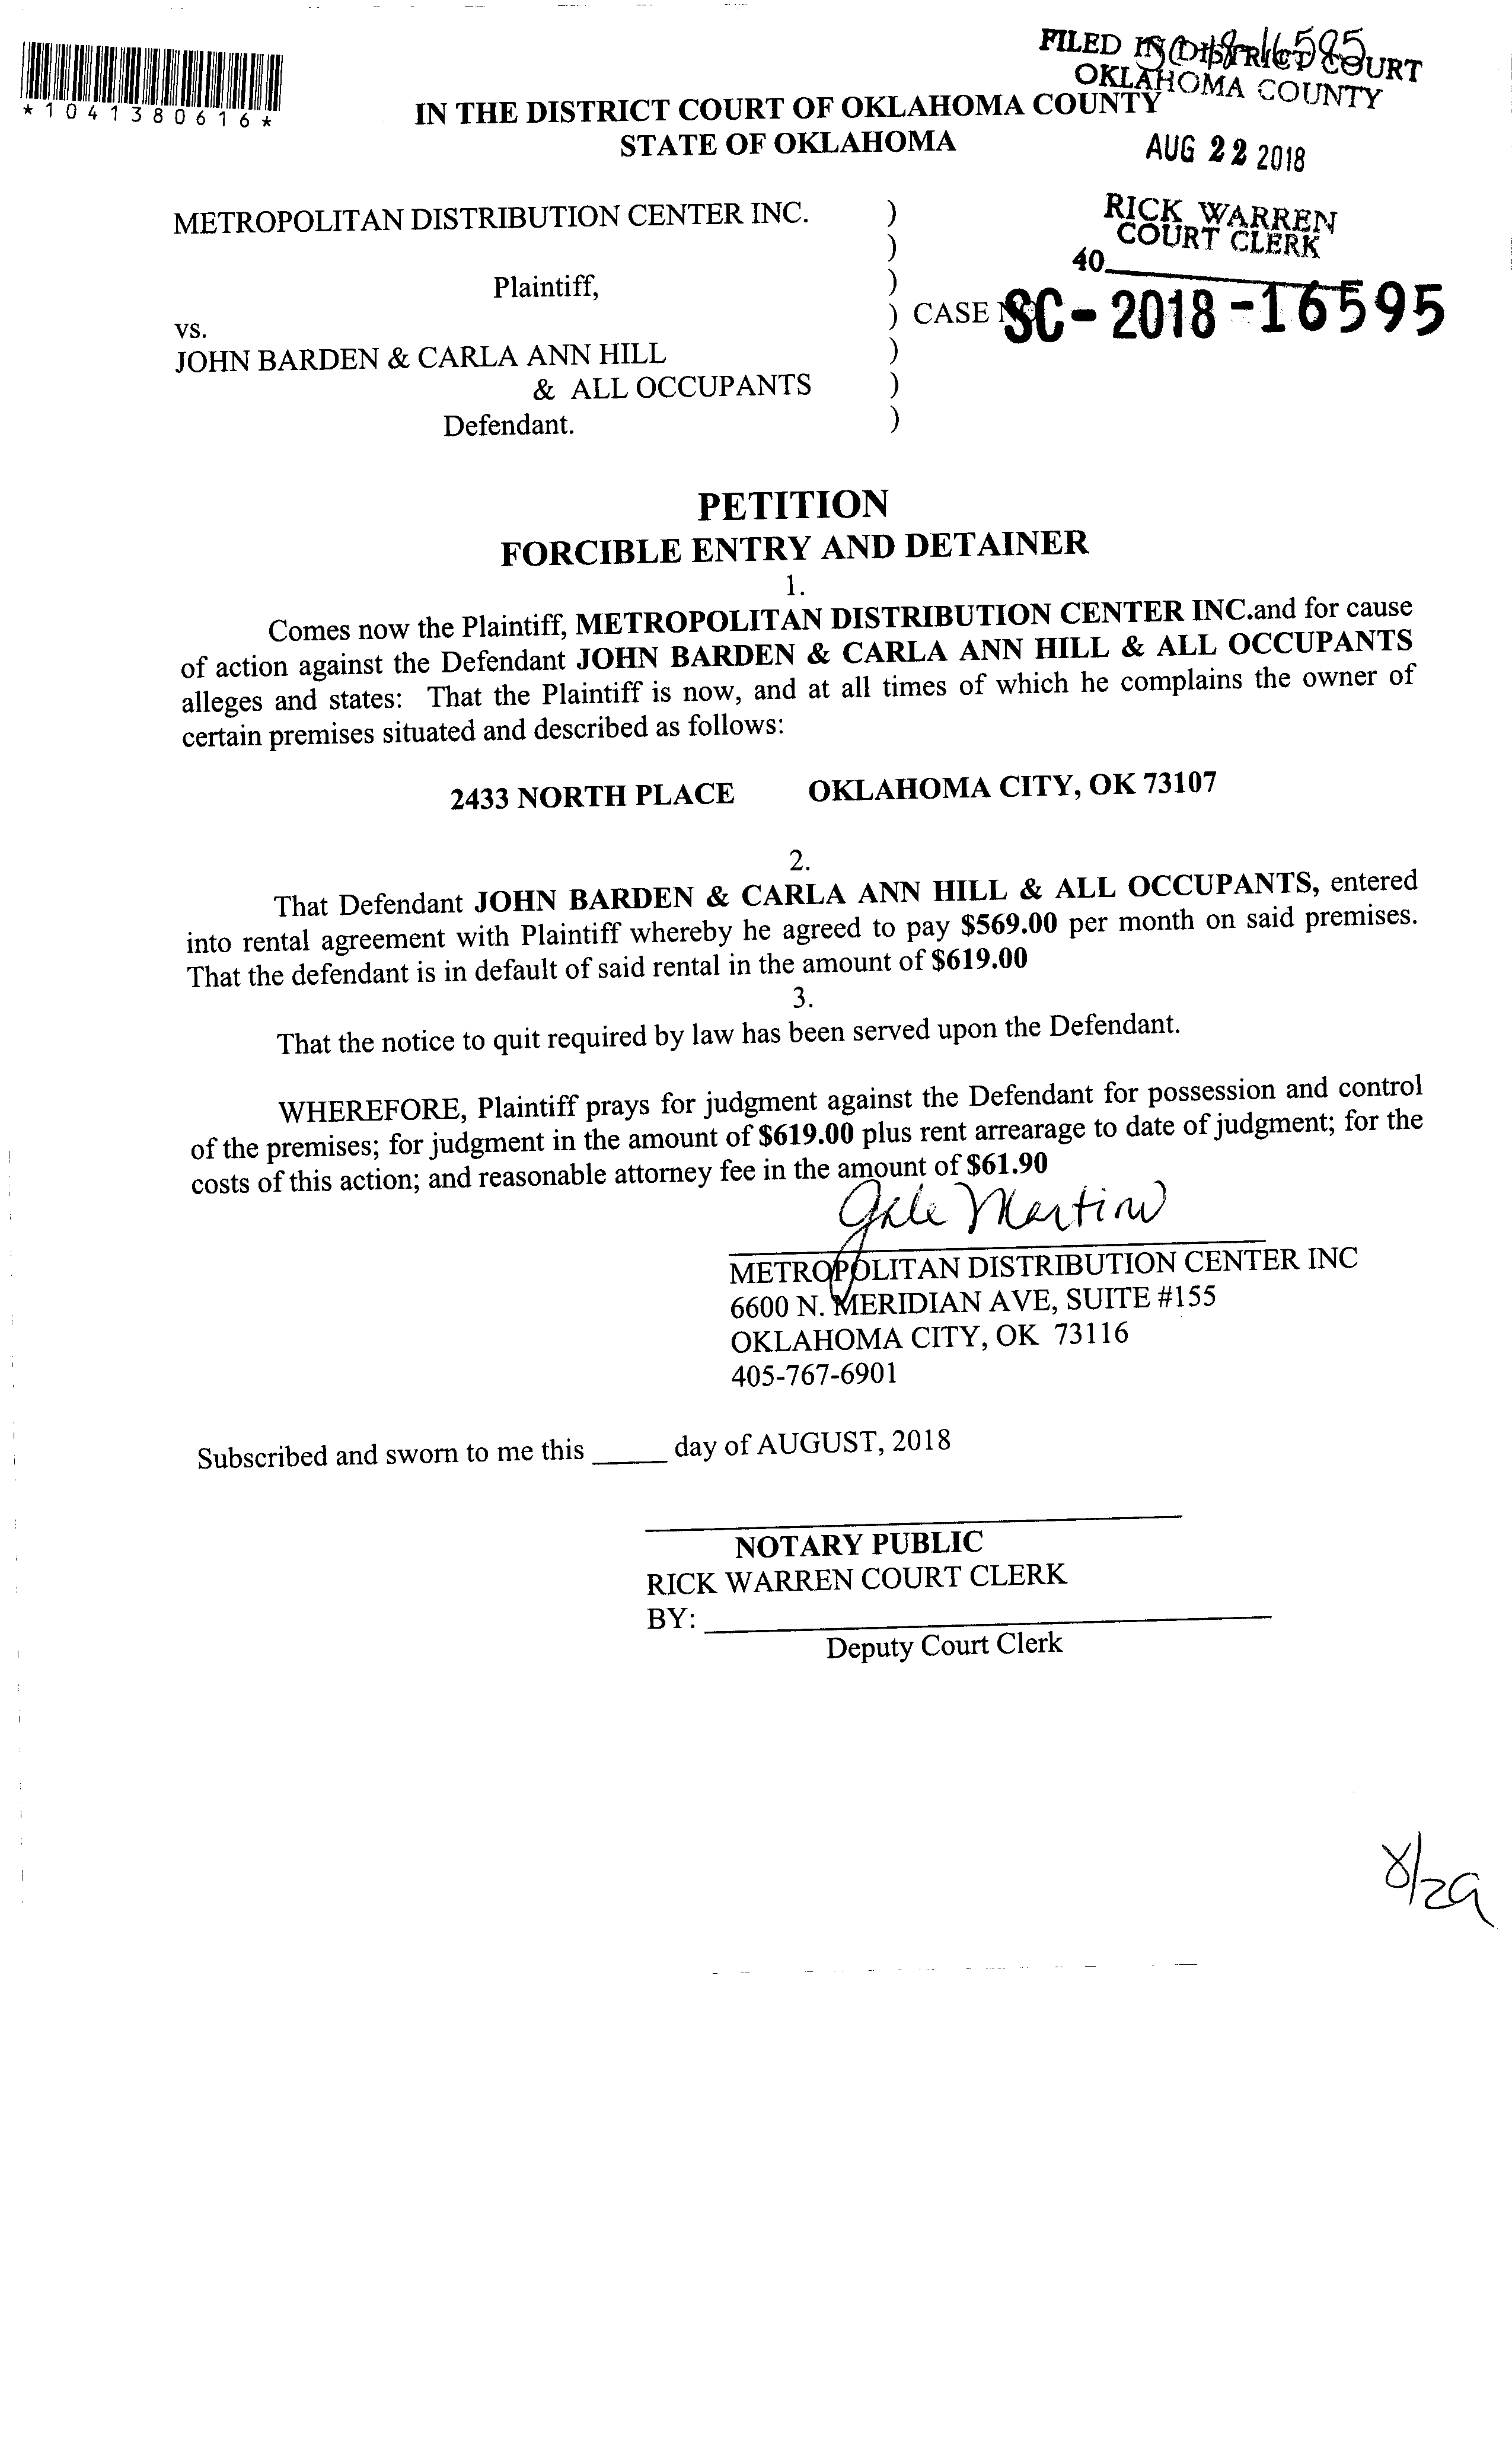 *1041380616*
FILED IN DISTRICT COURT
OKLAHOMA COUNTY
IN THE DISTRICT COURT OF OKLAHOMA COUNTY
STATE OF OKLAHOMA
AUG 22 2018
RICK WARREN
COURT CLERK
40
METROPOLITAN DISTRIBUTION CENTER INC. )
)
Plaintiff, )
vs. ) CASE NO SC-2018-16595
JOHN BARDEN & CARLA ANN HILL )
& ALL OCCUPANTS )
Defendant. )
PETITION
FORCIBLE ENTRY AND DETAINER
1.
Comes now the Plaintiff, METROPOLITAN DISTRIBUTION CENTER INC.and for cause
of action against the Defendant JOHN BARDEN & CARLA ANN HILL & ALL OCCUPANTS
alleges and states: That the Plaintiff is now, and at all times of which he complains the owner of
certain premises situated and described as follows:
2433 NORTH PLACE OKLAHOMA CITY, OK 73107
2.
That Defendant JOHN BARDEN & CARLA ANN HILL & ALL OCCUPANTS, entered
into rental agreement with Plaintiff whereby he agreed to pay $569.00 per month on said premises.
That the defendant is in default of said rental in the amount of $619.00
3.
That the notice to quit required by law has been served upon the Defendant.
WHEREFORE, Plaintiff prays for judgment against the Defendant for possession and control
of the premises; for judgment in the amount of $619.00 plus rent arrearage to date of judgment; for the
costs of this action; and reasonable attorney fee in the amount of $61.90
Gale Martin
METROPOLITAN DISTRIBUTION CENTER INC
6600 N. MERIDIAN AVE, SUITE #155
OKLAHOMA CITY, OK 73116
405-767-6901
Subscribed and sworn to me this _____ day of AUGUST, 2018
NOTARY PUBLIC
RICK WARREN COURT CLERK
BY:
Deputy Court Clerk
8/29